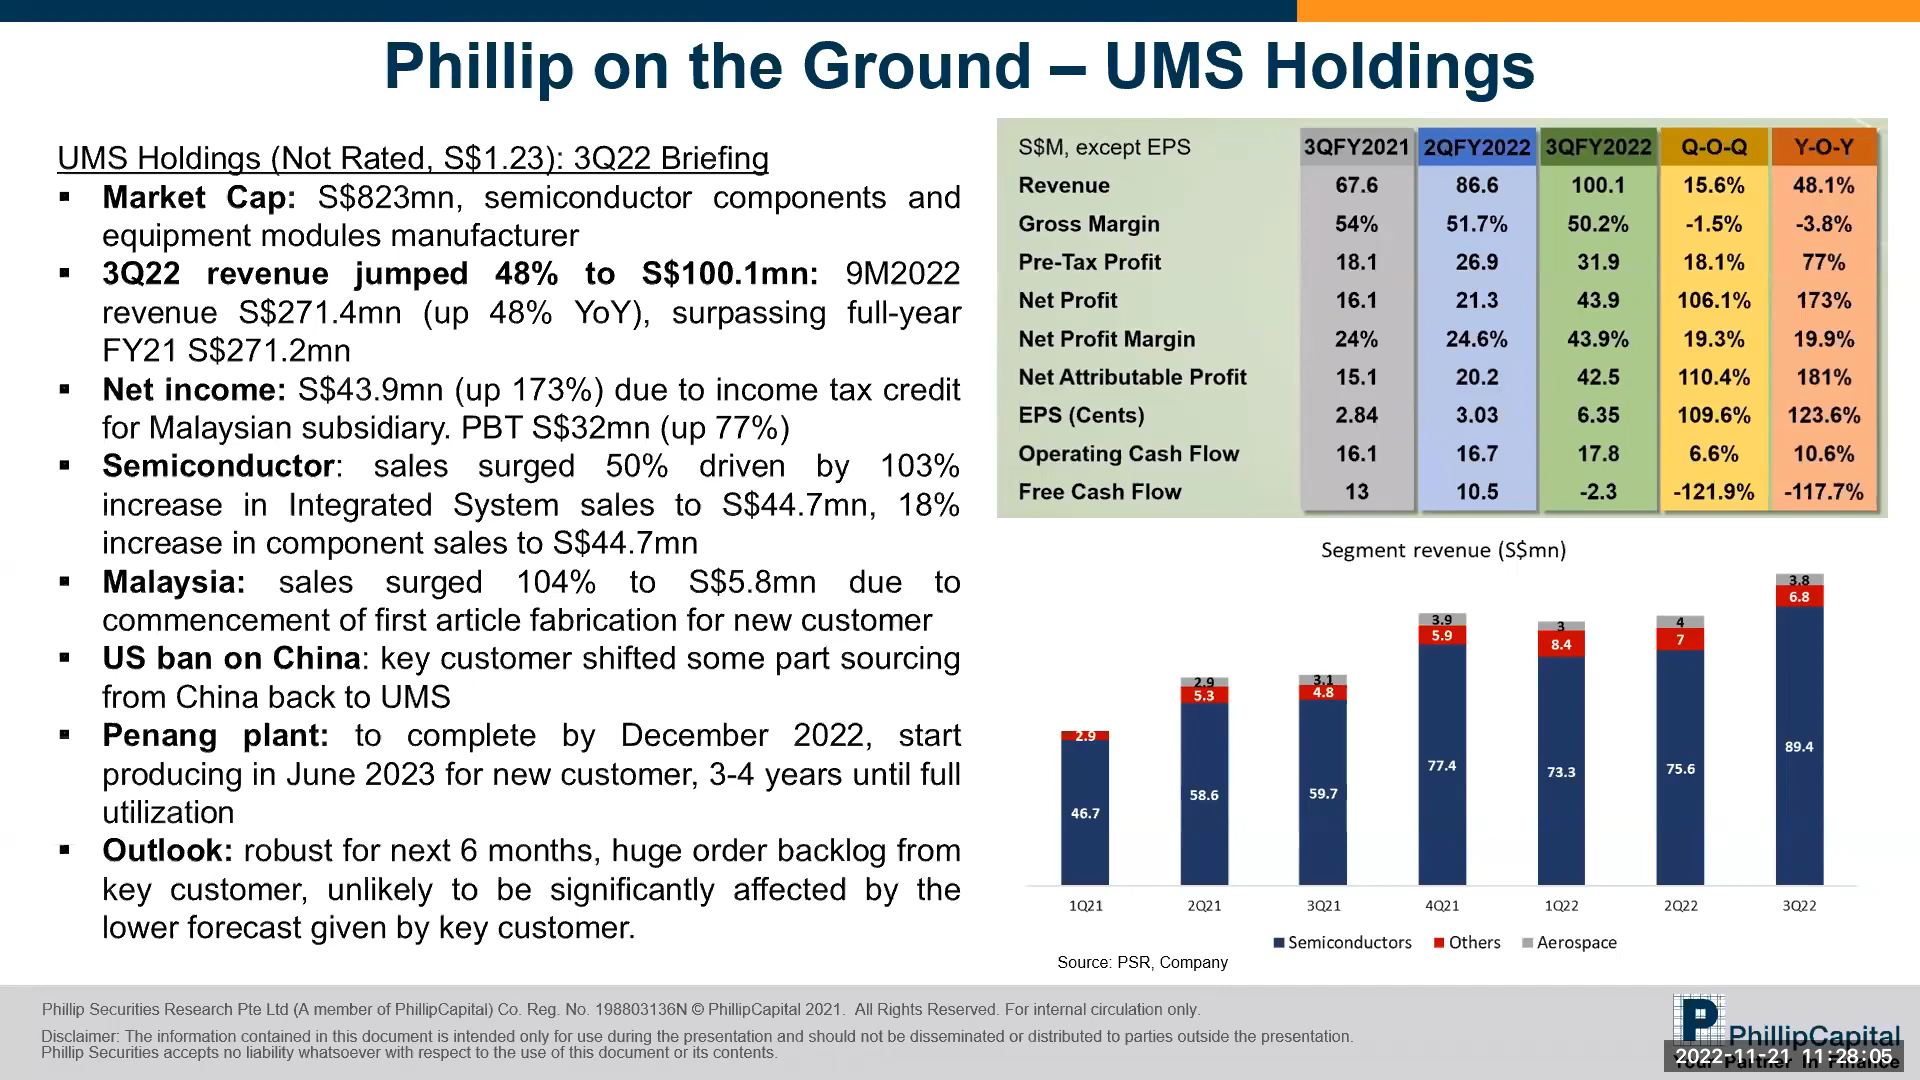 Phillip on the Ground – UMS Holdings
UMS Holdings (Not Rated, S$1.23): 3Q22 Briefing
▪ Market Cap: S$823mn, semiconductor components and
equipment modules manufacturer
▪ 3Q22 revenue jumped 48% to S$100.1mn: 9M2022
revenue S$271.4mn (up 48% YoY), surpassing full-year
FY21 S$271.2mn
▪ Net income: S$43.9mn (up 173%) due to income tax credit
for Malaysian subsidiary. PBT S$32mn (up 77%)
▪ Semiconductor: sales surged 50% driven by 103%
increase in Integrated System sales to S$44.7mn, 18%
increase in component sales to S$44.7mn
▪ Malaysia: sales surged 104% to S$5.8mn due to
commencement of first article fabrication for new customer
▪ US ban on China: key customer shifted some part sourcing
from China back to UMS
▪ Penang plant: to complete by December 2022, start
producing in June 2023 for new customer, 3-4 years until full
utilization
▪ Outlook: robust for next 6 months, huge order backlog from
key customer, unlikely to be significantly affected by the
lower forecast given by key customer.
S$M, except EPS 3QFY2021 2QFY2022 3QFY2022 Q-O-Q Y-O-Y
Revenue 67.6 86.6 100.1 15.6% 48.1%
Gross Margin 54% 51.7% 50.2% -1.5% -3.8%
Pre-Tax Profit 18.1 26.9 31.9 18.1% 77%
Net Profit 16.1 21.3 43.9 106.1% 173%
Net Profit Margin 24% 24.6% 43.9% 19.3% 19.9%
Net Attributable Profit 15.1 20.2 42.5 110.4% 181%
EPS (Cents) 2.84 3.03 6.35 109.6% 123.6%
Operating Cash Flow 16.1 16.7 17.8 6.6% 10.6%
Free Cash Flow 13 10.5 -2.3 -121.9% -117.7%
Segment revenue (S$mn)
2.9
46.7
2.9
5.3
58.6
3.1
4.8
59.7
3.9
5.9
77.4
3
8.4
73.3
4
7
75.6
3.8
6.8
89.4
1Q21 2Q21 3Q21 4Q21 1Q22 2Q22 3Q22
Semiconductors Others Aerospace
Source: PSR, Company
Phillip Securities Research Pte Ltd (A member of PhillipCapital) Co. Reg. No. 198803136N © PhillipCapital 2021. All Rights Reserved. For internal circulation only.
Disclaimer: The information contained in this document is intended only for use during the presentation and should not be disseminated or distributed to parties outside the presentation.
Phillip Securities accepts no liability whatsoever with respect to the use of this document or its contents.
P
PhillipCapital
Your Partner In Finance
2022-11-21 11:28:05